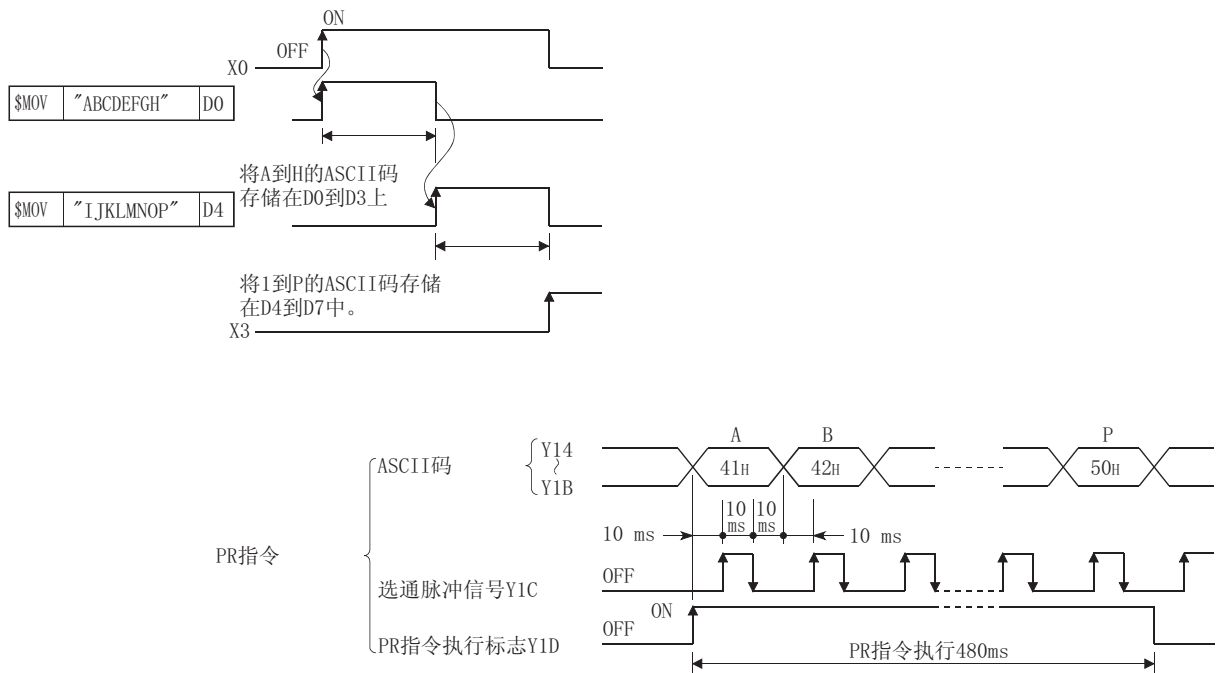 ON
OFF
X0
$MOV "ABCDEFGH" D0
将A到H的ASCII码
存储在D0到D3上
$MOV "IJKLMNOP" D4
将1到P的ASCII码存储
在D4到D7中。
X3
A B P
ASCII码 Y14 ~ Y1B
41H 42H 50H
10 ms 10 ms 10 ms 10 ms
PR指令
OFF
选通脉冲信号Y1C
ON
OFF
PR指令执行标志Y1D
PR指令执行480ms